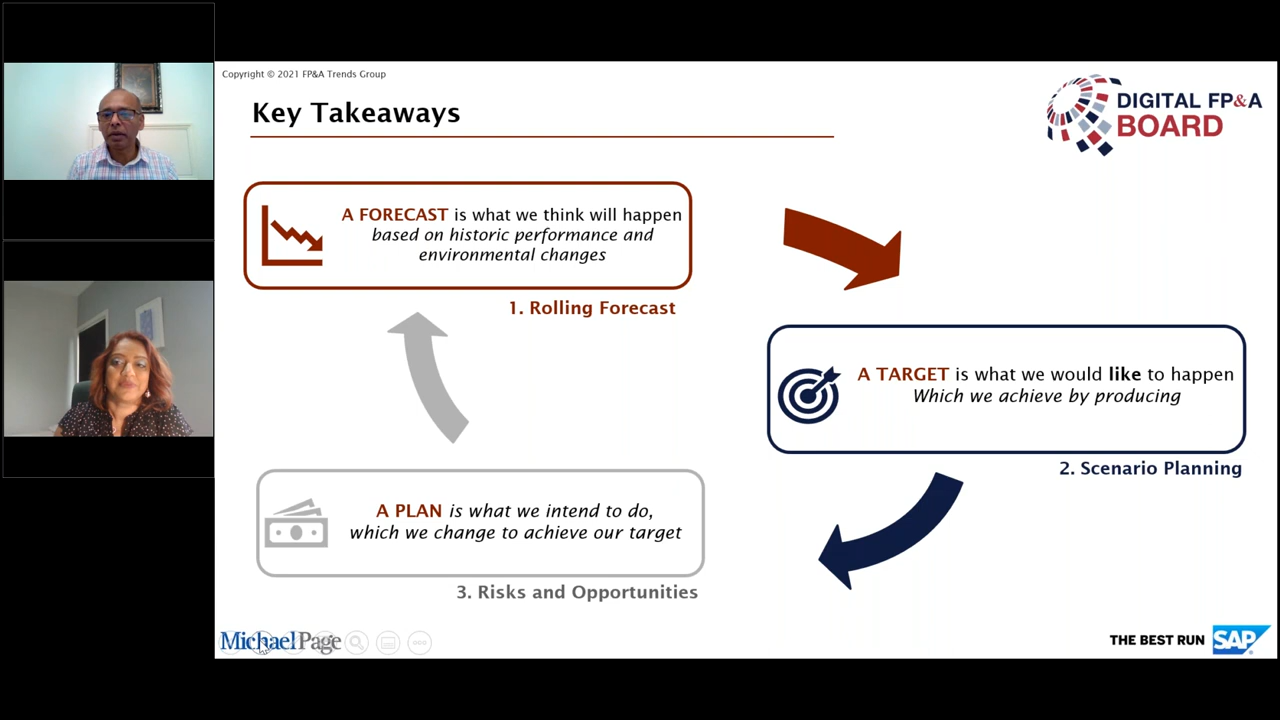 Copyright © 2021 FP&A Trends Group
Key Takeaways
DIGITAL FP&A
BOARD
A FORECAST is what we think will happen
based on historic performance and
environmental changes
1. Rolling Forecast
A TARGET is what we would like to happen
Which we achieve by producing
2. Scenario Planning
A PLAN is what we intend to do,
which we change to achieve our target
3. Risks and Opportunities
MichaelPage
THE BEST RUN SAP